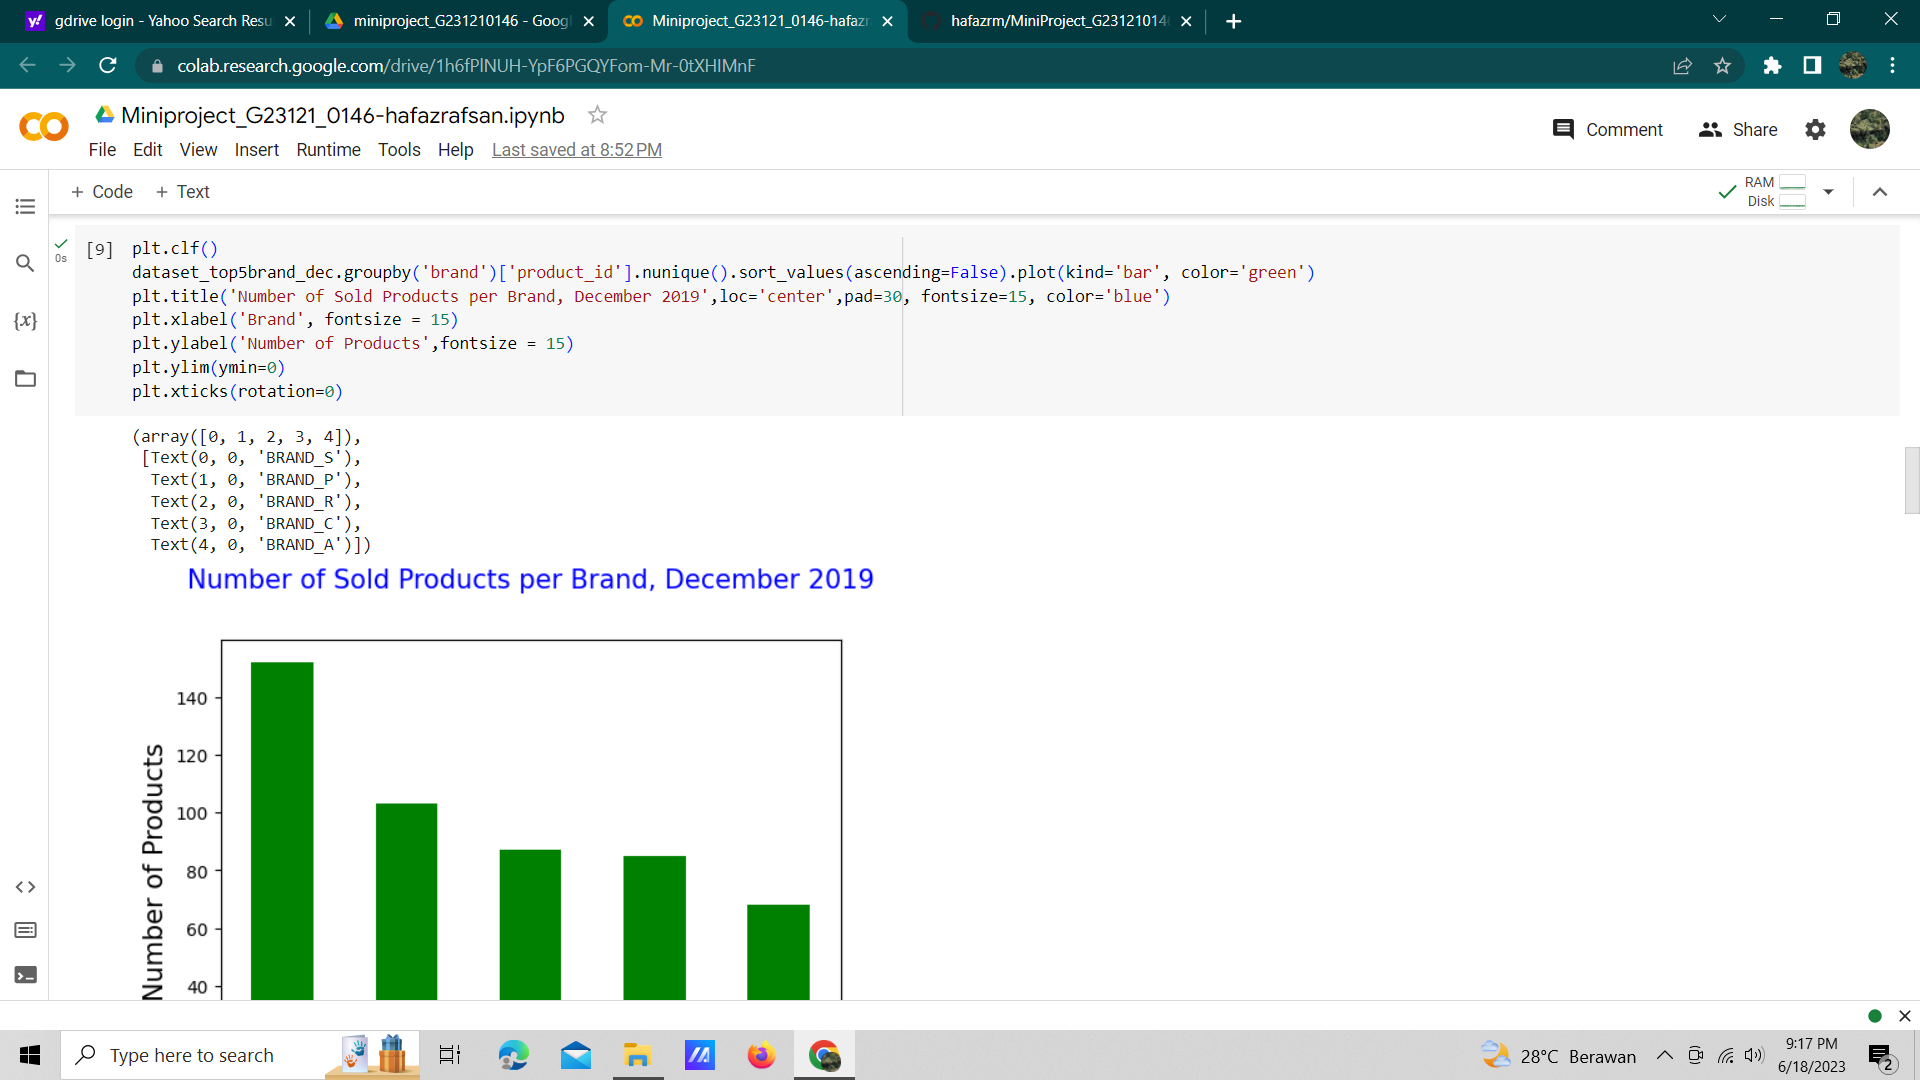 gdrive login - Yahoo Search Resu
miniproject_G231210146 - Googl
Miniproject_G23121_0146-hafazr
hafazrm/MiniProject_G23121014
colab.research.google.com/drive/1h6fPlNUH-YpF6PGQYFom-Mr-0tXHIMnF
Miniproject_G23121_0146-hafazrafsan.ipynb
Comment
Share
File Edit View Insert Runtime Tools Help Last saved at 8:52 PM
+ Code + Text
RAM
Disk
0s
[9] plt.clf()
dataset_top5brand_dec.groupby('brand')['product_id'].nunique().sort_values(ascending=False).plot(kind='bar', color='green')
plt.title('Number of Sold Products per Brand, December 2019',loc='center',pad=30, fontsize=15, color='blue')
plt.xlabel('Brand', fontsize = 15)
plt.ylabel('Number of Products',fontsize = 15)
plt.ylim(ymin=0)
plt.xticks(rotation=0)
(array([0, 1, 2, 3, 4]),
[Text(0, 0, 'BRAND_S'),
Text(1, 0, 'BRAND_P'),
Text(2, 0, 'BRAND_R'),
Text(3, 0, 'BRAND_C'),
Text(4, 0, 'BRAND_A')])
Number of Sold Products per Brand, December 2019
140
120
100
80
60
40
Number of Products
{x}
Type here to search
28°C Berawan
9:17 PM
6/18/2023
2